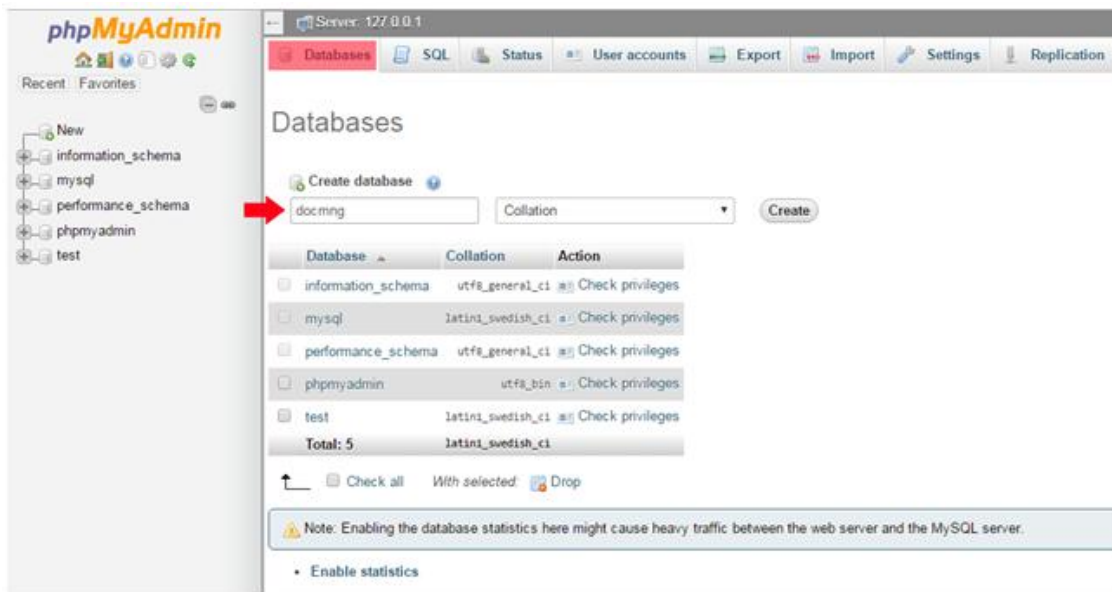 phpMyAdmin
Recent Favorites
New
information_schema
mysql
performance_schema
phpmyadmin
test
Server: 127.0.0.1
Databases SQL Status User accounts Export Import Settings Replication
Databases
Create database
docmng Collation Create
Database Collation Action
information_schema utf8_general_ci Check privileges
mysql latin1_swedish_ci Check privileges
performance_schema utf8_general_ci Check privileges
phpmyadmin utf8_bin Check privileges
test latin1_swedish_ci Check privileges
Total: 5 latin1_swedish_ci
Check all With selected: Drop
Note: Enabling the database statistics here might cause heavy traffic between the web server and the MySQL server.
• Enable statistics